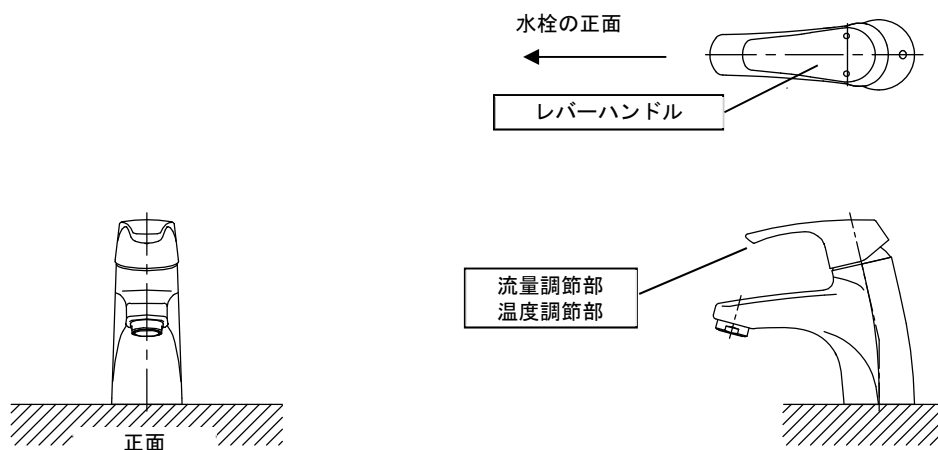 水栓の正面
レバーハンドル
流量調節部
温度調節部
正面